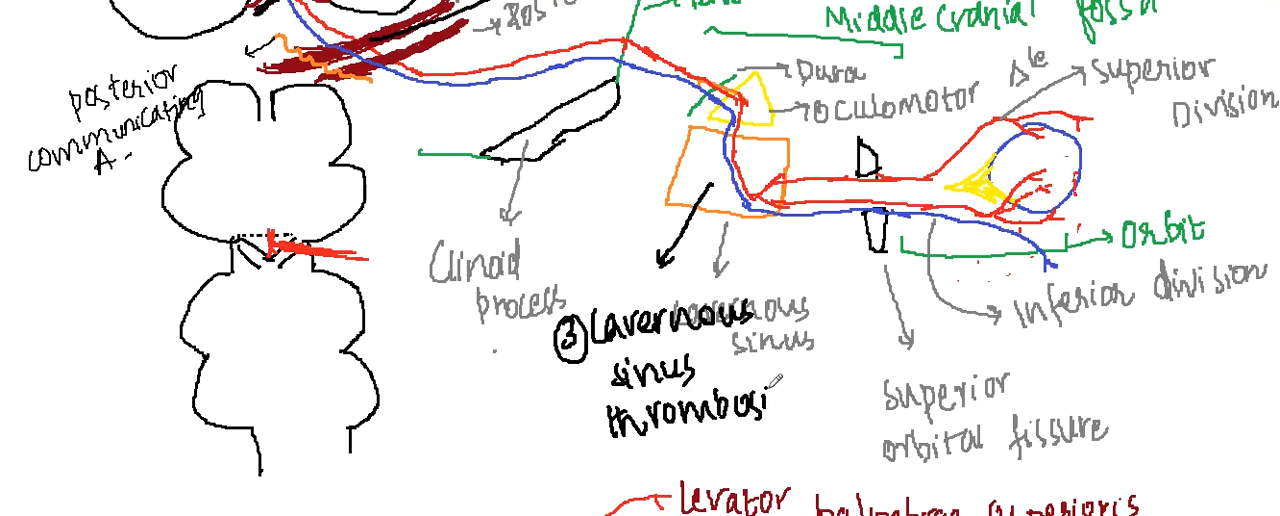 Middle cranial fossa
Dura
oculomotor
Δle
superior
Division
posterior
communicating
A-
Clinoid
process
orbit
inferior division
③ Cavernous
sinus
thrombosi
sinus
superior
orbital fissure
levator